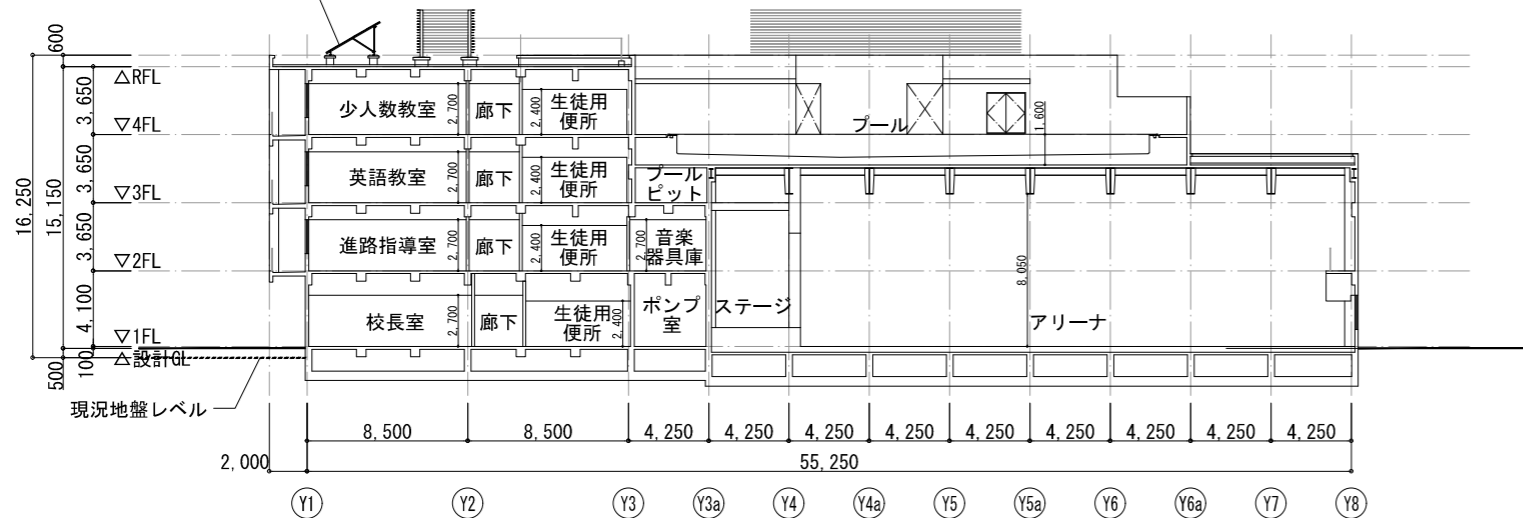 600
△RFL
3,650
少人数教室
2,700
廊下
2,400
生徒用
便所
プール
1,600
▽4FL
3,650
英語教室
2,700
廊下
2,400
生徒用
便所
プール
ピット
▽3FL
16,250
15,150
3,650
進路指導室
2,700
廊下
2,400
生徒用
便所
2,700
音楽
器具庫
▽2FL
4,100
校長室
2,700
廊下
生徒用
便所
2,400
ポンプ
室
ステージ
8,050
アリーナ
▽1FL
100
△設計GL
500
現況地盤レベル
8,500
8,500
4,250
4,250
4,250
4,250
4,250
4,250
4,250
4,250
4,250
2,000
55,250
Y1
Y2
Y3
Y3a
Y4
Y4a
Y5
Y5a
Y6
Y6a
Y7
Y8